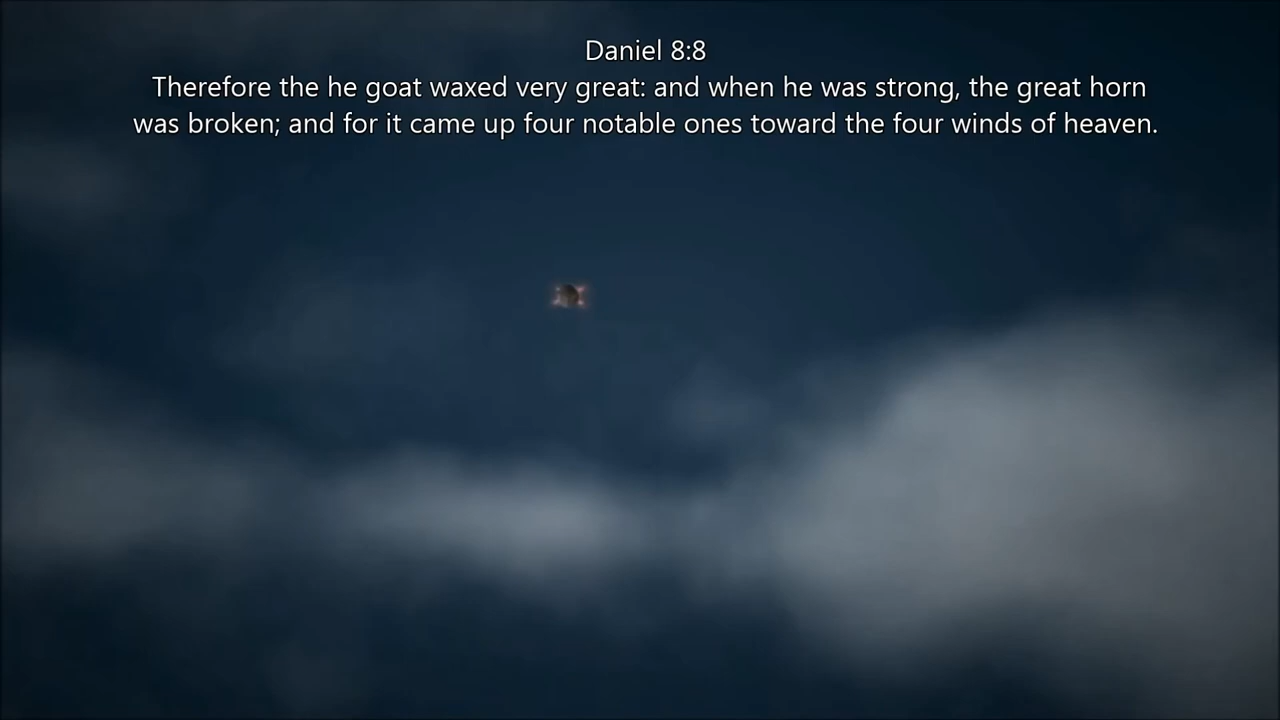 Daniel 8:8
Therefore the he goat waxed very great: and when he was strong, the great horn
was broken; and for it came up four notable ones toward the four winds of heaven.